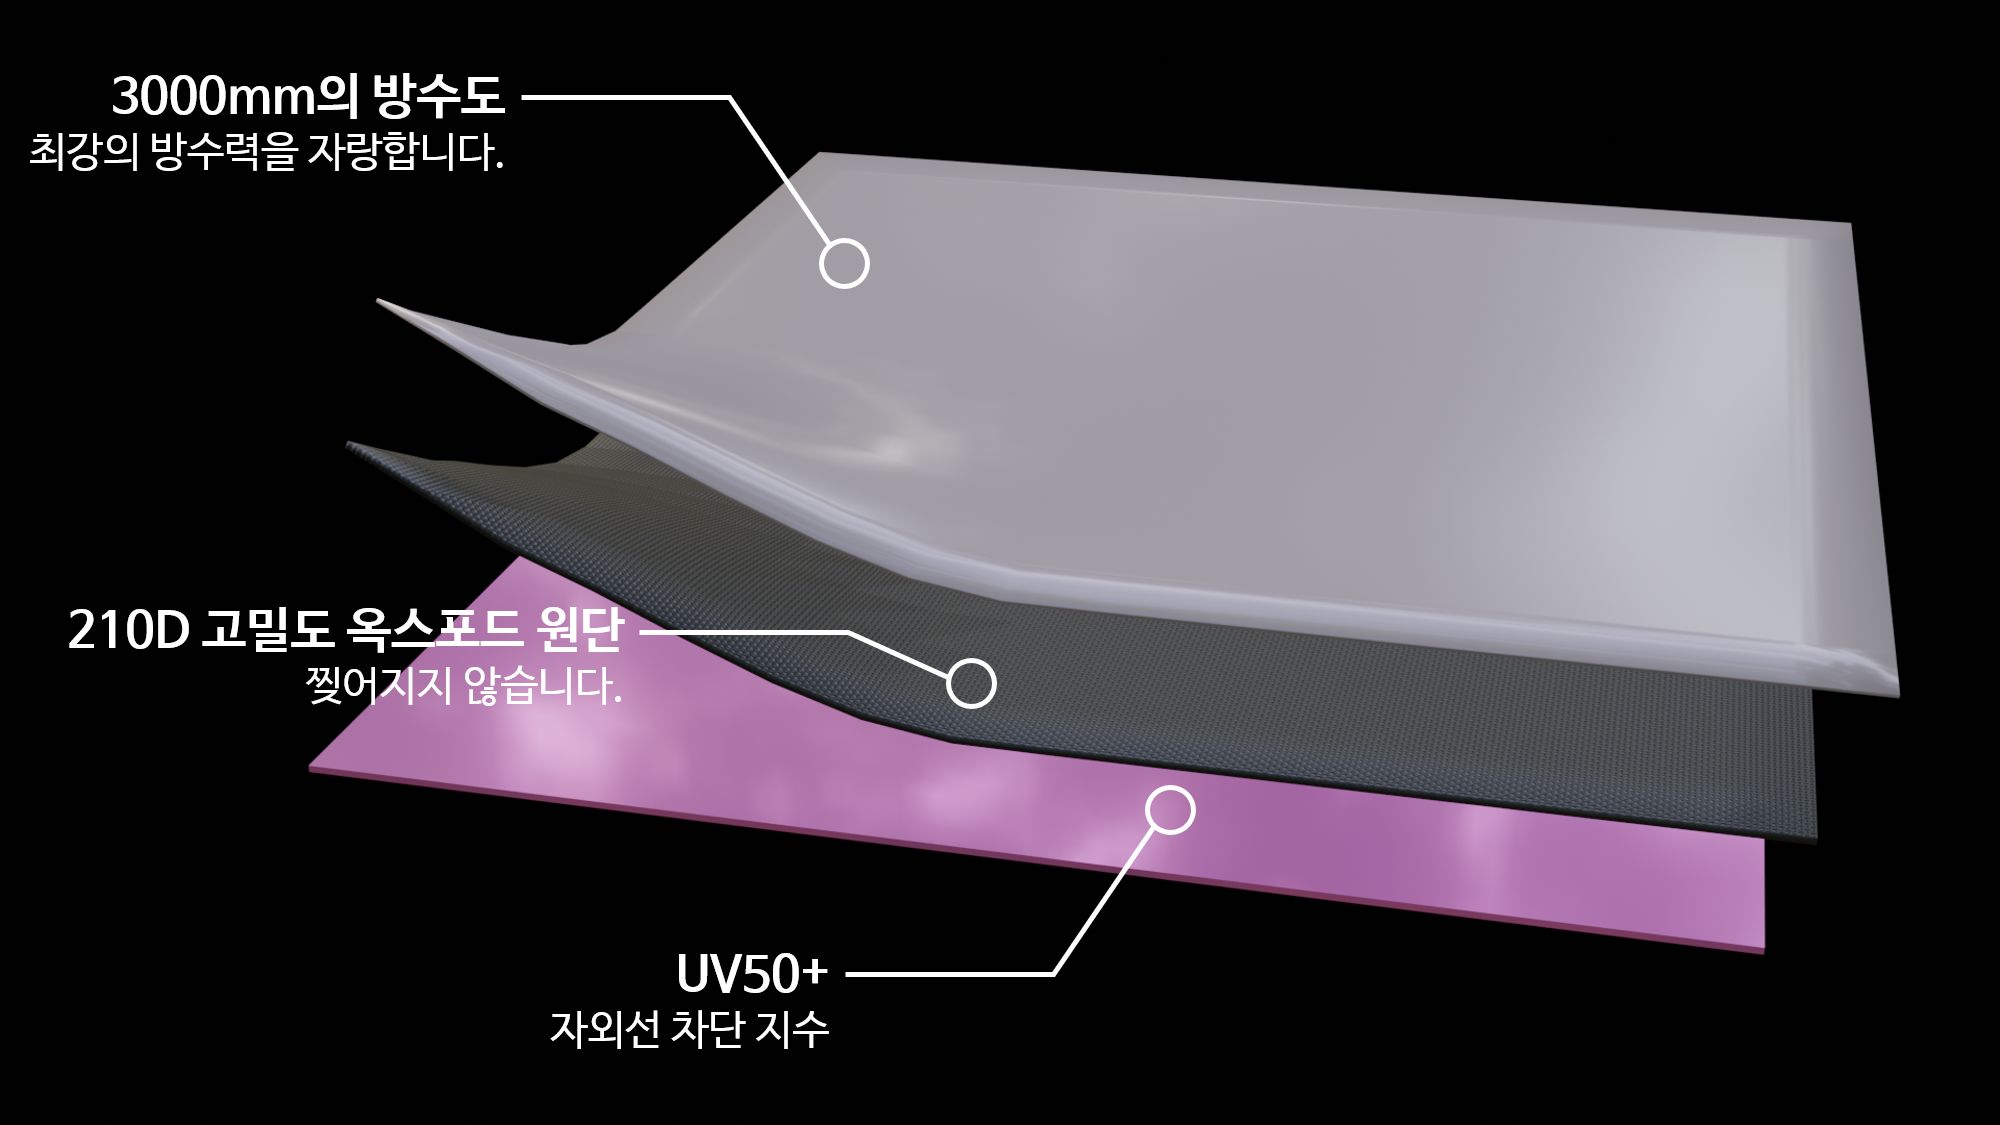 3000mm의 방수도
최강의 방수력을 자랑합니다.
210D 고밀도 옥스포드 원단
찢어지지 않습니다.
UV50+
자외선 차단 지수